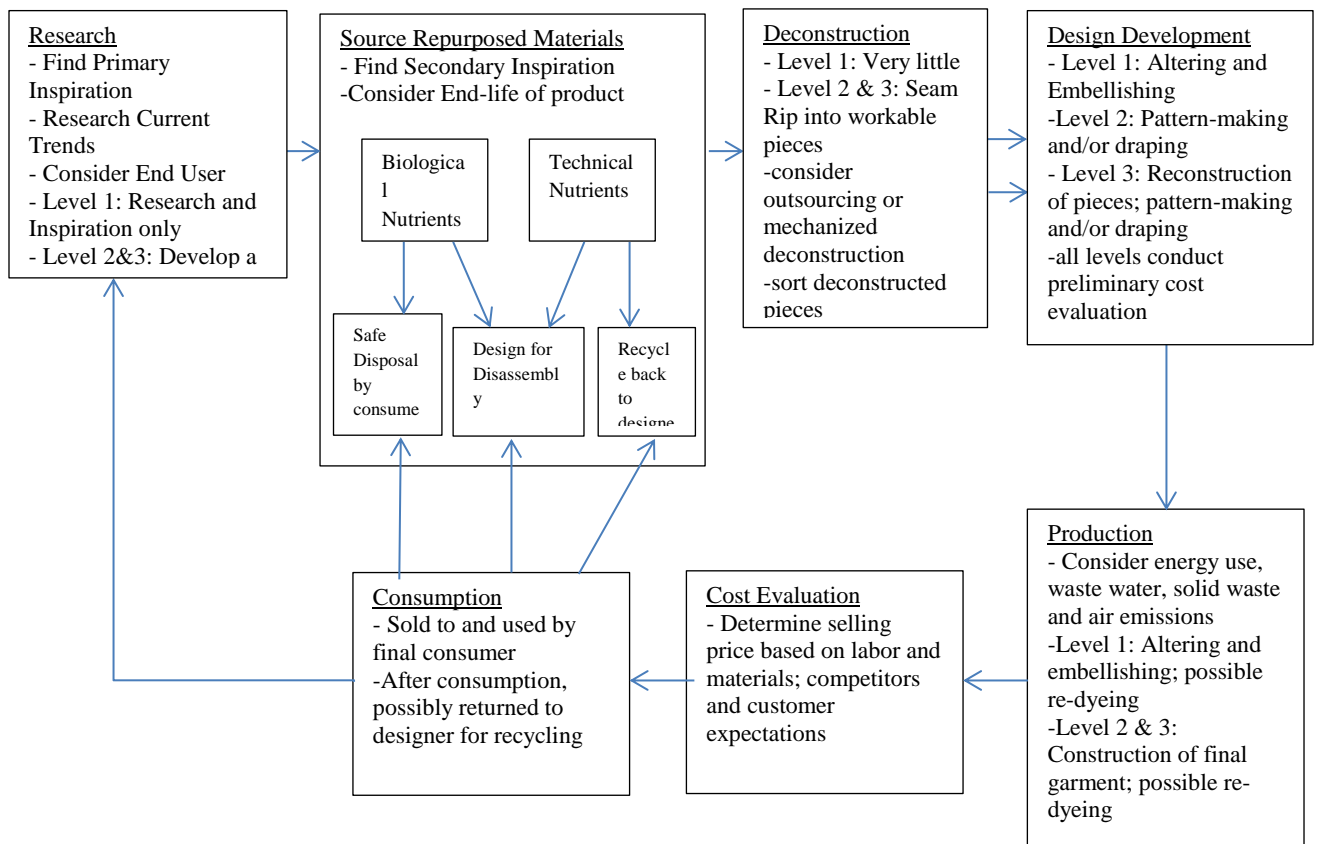 Research
- Find Primary
Inspiration
- Research Current
Trends
- Consider End User
- Level 1: Research and
Inspiration only
- Level 2&3: Develop a
Source Repurposed Materials
- Find Secondary Inspiration
-Consider End-life of product
Biologica
l
Nutrients
Technical
Nutrients
Safe
Disposal
by
consume
Design for
Disassembl
y
Recycl
e back
to
designe
Deconstruction
- Level 1: Very little
- Level 2 & 3: Seam
Rip into workable
pieces
-consider
outsourcing or
mechanized
deconstruction
-sort deconstructed
pieces
Design Development
- Level 1: Altering and
Embellishing
-Level 2: Pattern-making
and/or draping
- Level 3: Reconstruction
of pieces; pattern-making
and/or draping
-all levels conduct
preliminary cost
evaluation
Production
- Consider energy use,
waste water, solid waste
and air emissions
-Level 1: Altering and
embellishing; possible
re-dyeing
-Level 2 & 3:
Construction of final
garment; possible re-
dyeing
Cost Evaluation
- Determine selling
price based on labor and
materials; competitors
and customer
expectations
Consumption
- Sold to and used by
final consumer
-After consumption,
possibly returned to
designer for recycling